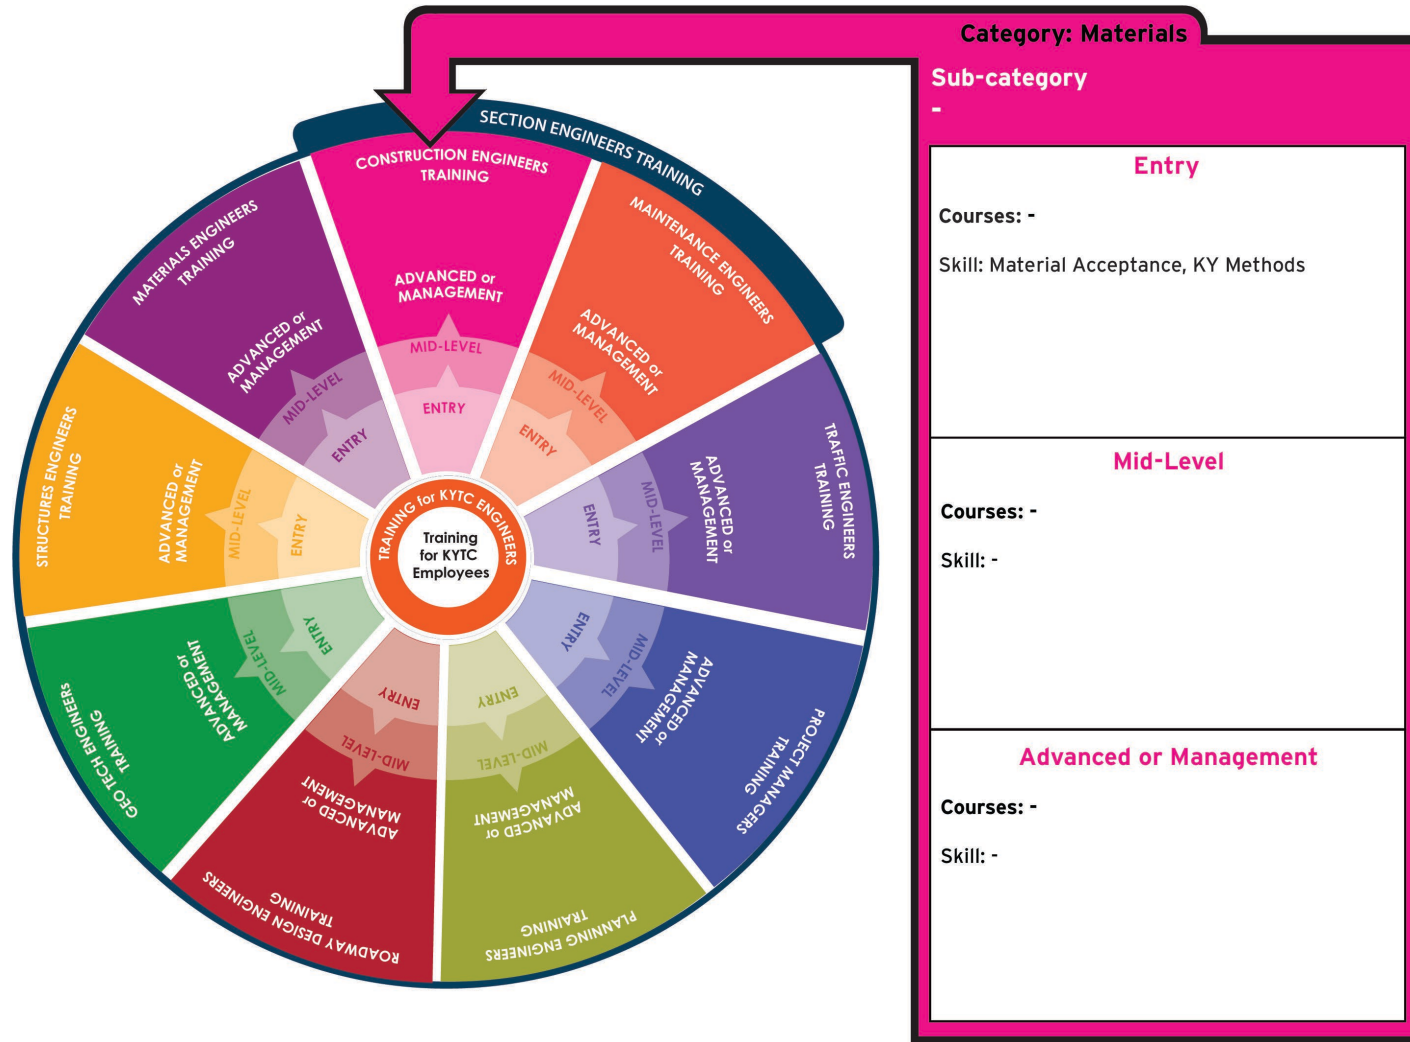 Category: Materials
Sub-category
-
Entry
Courses: -
Skill: Material Acceptance, KY Methods
Mid-Level
Courses: -
Skill: -
Advanced or Management
Courses: -
Skill: -
SECTION ENGINEERS TRAINING
CONSTRUCTION ENGINEERS
TRAINING
ADVANCED or
MANAGEMENT
MID-LEVEL
ENTRY
MAINTENANCE ENGINEERS
TRAINING
ADVANCED or
MANAGEMENT
MID-LEVEL
ENTRY
TRAFFIC ENGINEERS
TRAINING
ADVANCED or
MANAGEMENT
MID-LEVEL
ENTRY
PROJECT MANAGERS
TRAINING
ADVANCED or
MANAGEMENT
MID-LEVEL
ENTRY
PLANNING ENGINEERS
TRAINING
ADVANCED or
MANAGEMENT
MID-LEVEL
ENTRY
ROADWAY DESIGN ENGINEERS
TRAINING
ADVANCED or
MANAGEMENT
MID-LEVEL
ENTRY
GEO TECH ENGINEERS
TRAINING
ADVANCED or
MANAGEMENT
MID-LEVEL
ENTRY
STRUCTURES ENGINEERS
TRAINING
ADVANCED or
MANAGEMENT
MID-LEVEL
ENTRY
MATERIALS ENGINEERS
TRAINING
ADVANCED or
MANAGEMENT
MID-LEVEL
ENTRY
TRAINING for KYTC ENGINEERS
Training
for KYTC
Employees